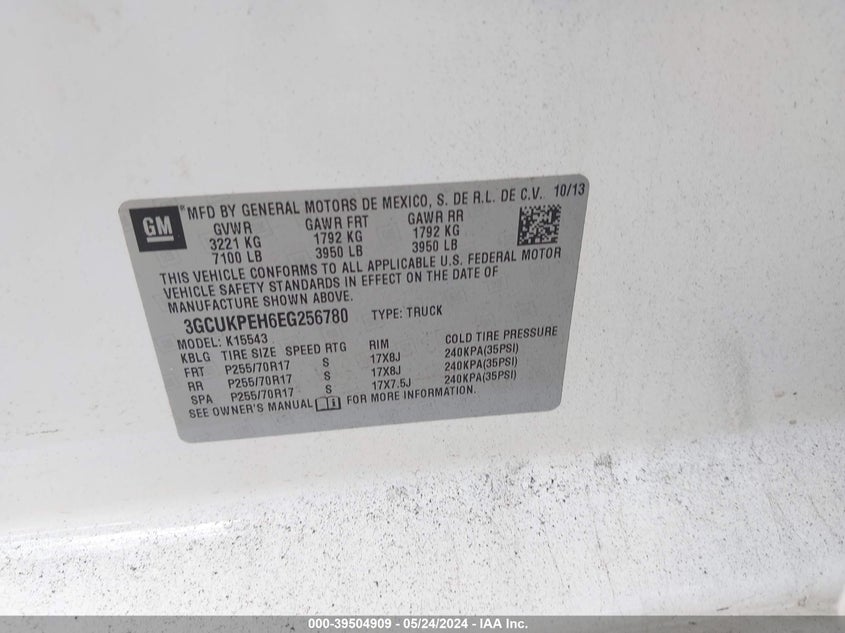 GM ® MFD BY GENERAL MOTORS DE MEXICO, S. DE R.L. DE C.V. 10/13
GVWR GAWR FRT GAWR RR
3221 KG 1792 KG 1792 KG
7100 LB 3950 LB 3950 LB
THIS VEHICLE CONFORMS TO ALL APPLICABLE U.S. FEDERAL MOTOR
VEHICLE SAFETY STANDARDS IN EFFECT ON THE DATE OF
MANUFACTURE SHOWN ABOVE.
3GCUKPEH6EG256780 TYPE: TRUCK
MODEL: K15543
KBLG TIRE SIZE SPEED RTG RIM COLD TIRE PRESSURE
FRT P255/70R17 S 17X8J 240KPA(35PSI)
RR P255/70R17 S 17X8J 240KPA(35PSI)
SPA P255/70R17 S 17X7.5J 240KPA(35PSI)
SEE OWNER'S MANUAL FOR MORE INFORMATION.
000-39504909 - 05/24/2024 - IAA Inc.